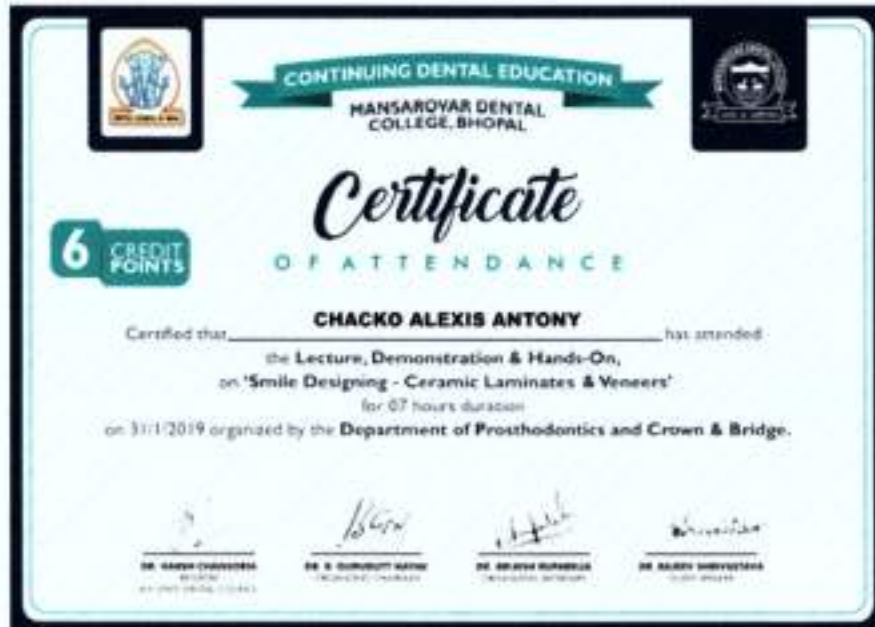 CONTINUING DENTAL EDUCATION
MANSAROVAR DENTAL
COLLEGE, BHOPAL
Certificate
OF ATTENDANCE
6 CREDIT
POINTS
CHACKO ALEXIS ANTONY
Certified that has attended
the Lecture, Demonstration & Hands-On,
on 'Smile Designing - Ceramic Laminates & Veneers'
for 07 hours duration
on 31/1/2019 organized by the Department of Prosthodontics and Crown & Bridge.